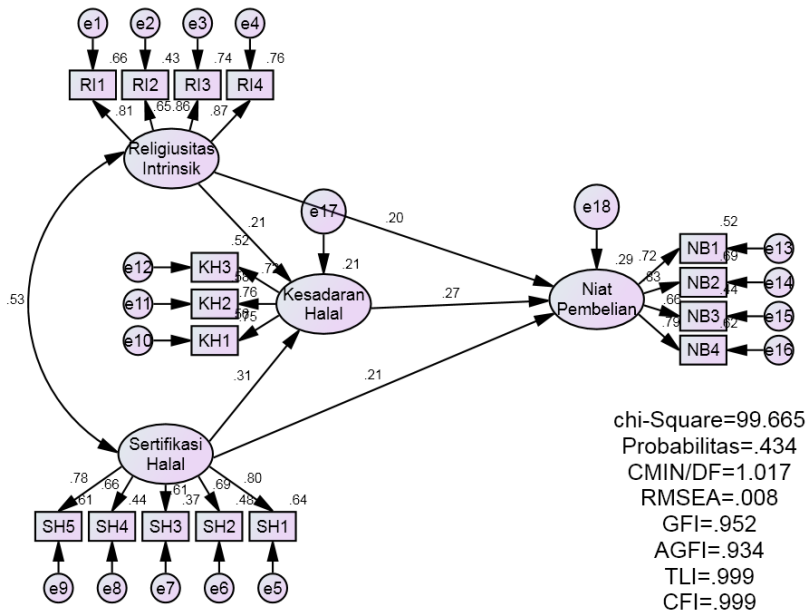 e1 e2 e3 e4
.66 .43 .74 .76
RI1 RI2 RI3 RI4
.81 .65 .86 .87
Religiusitas
Intrinsik
e17
e18
.21
.20
.52
.52
e12 KH3
.21
.29 .72 NB1 e13
.69
.83 NB2 e14
e11 KH2 .76
Kesadaran
Halal
.27
Niat
Pembelian
.44
.66 NB3 e15
.75
.62
e10 KH1
.79 NB4 e16
.53
.31
.21
Sertifikasi
Halal
.78 .66 .61 .69 .80
.61 .44 .37 .48 .64
SH5 SH4 SH3 SH2 SH1
e9 e8 e7 e6 e5
chi-Square=99.665
Probabilitas=.434
CMIN/DF=1.017
RMSEA=.008
GFI=.952
AGFI=.934
TLI=.999
CFI=.999